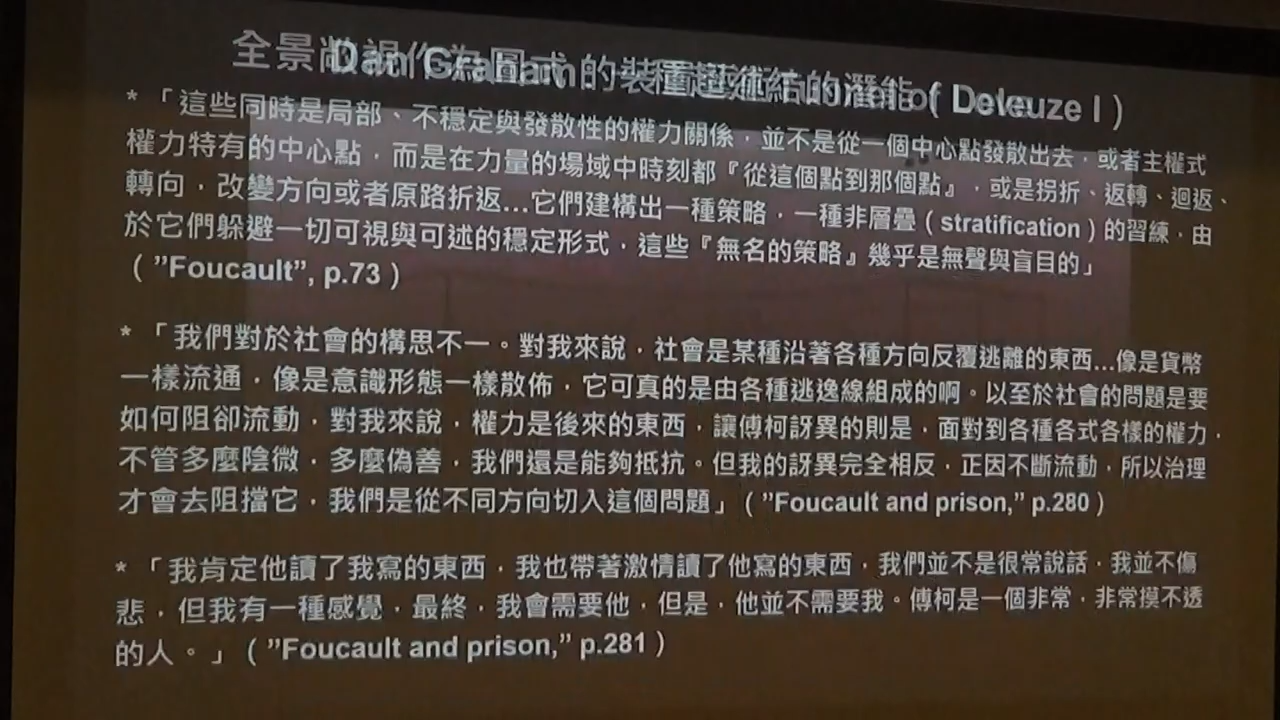 全景敞視作為圖式的裝置 的潛能 ( Deleuze I )
Dan Graham
* 「這些同時是局部、不穩定與發散性的權力關係，並不是從一個中心點發散出去，或者主權式
權力特有的中心點，而是在力量的場域中時刻都『從這個點到那個點』，或是拐折、返轉、迴返、
轉向，改變方向或者原路折返...它們建構出一種策略，一種非層疊 ( stratification ) 的習練，由
於它們躲避一切可視與可述的穩定形式，這些『無名的策略』幾乎是無聲與盲目的」
( ”Foucault”, p.73 )
* 「我們對於社會的構思不一。對我來說，社會是某種沿著各種方向反覆逃離的東西...像是貨幣
一樣流通，像是意識形態一樣散佈，它可真的是由各種逃逸線組成的啊。以至於社會的問題是要
如何阻卻流動，對我來說，權力是後來的東西，讓傅柯訝異的則是，面對到各種各式各樣的權力，
不管多麼陰微，多麼偽善，我們還是能夠抵抗。但我的訝異完全相反，正因不斷流動，所以治理
才會去阻擋它，我們是從不同方向切入這個問題」 ( ”Foucault and prison,” p.280 )
* 「我肯定他讀了我寫的東西，我也帶著激情讀了他寫的東西，我們並不是很常說話，我並不傷
悲，但我有一種感覺，最終，我會需要他，但是，他並不需要我。傅柯是一個非常，非常摸不透
的人。」 ( ”Foucault and prison,” p.281 )